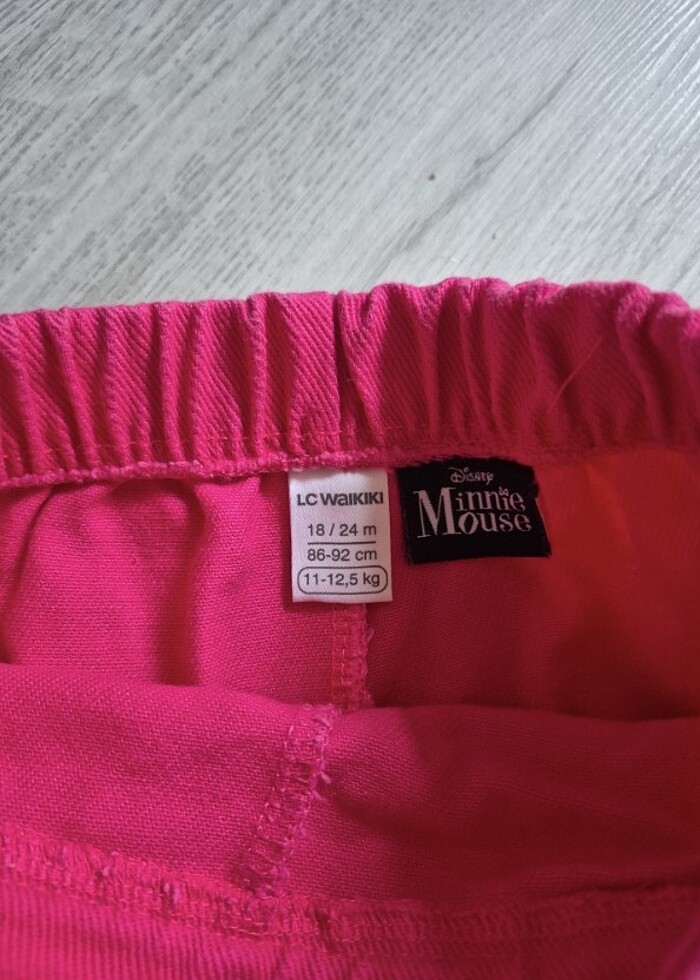 LC WAIKIKI
18 / 24 m
86-92 cm
11-12,5 kg
Disney
Minnie
Mouse